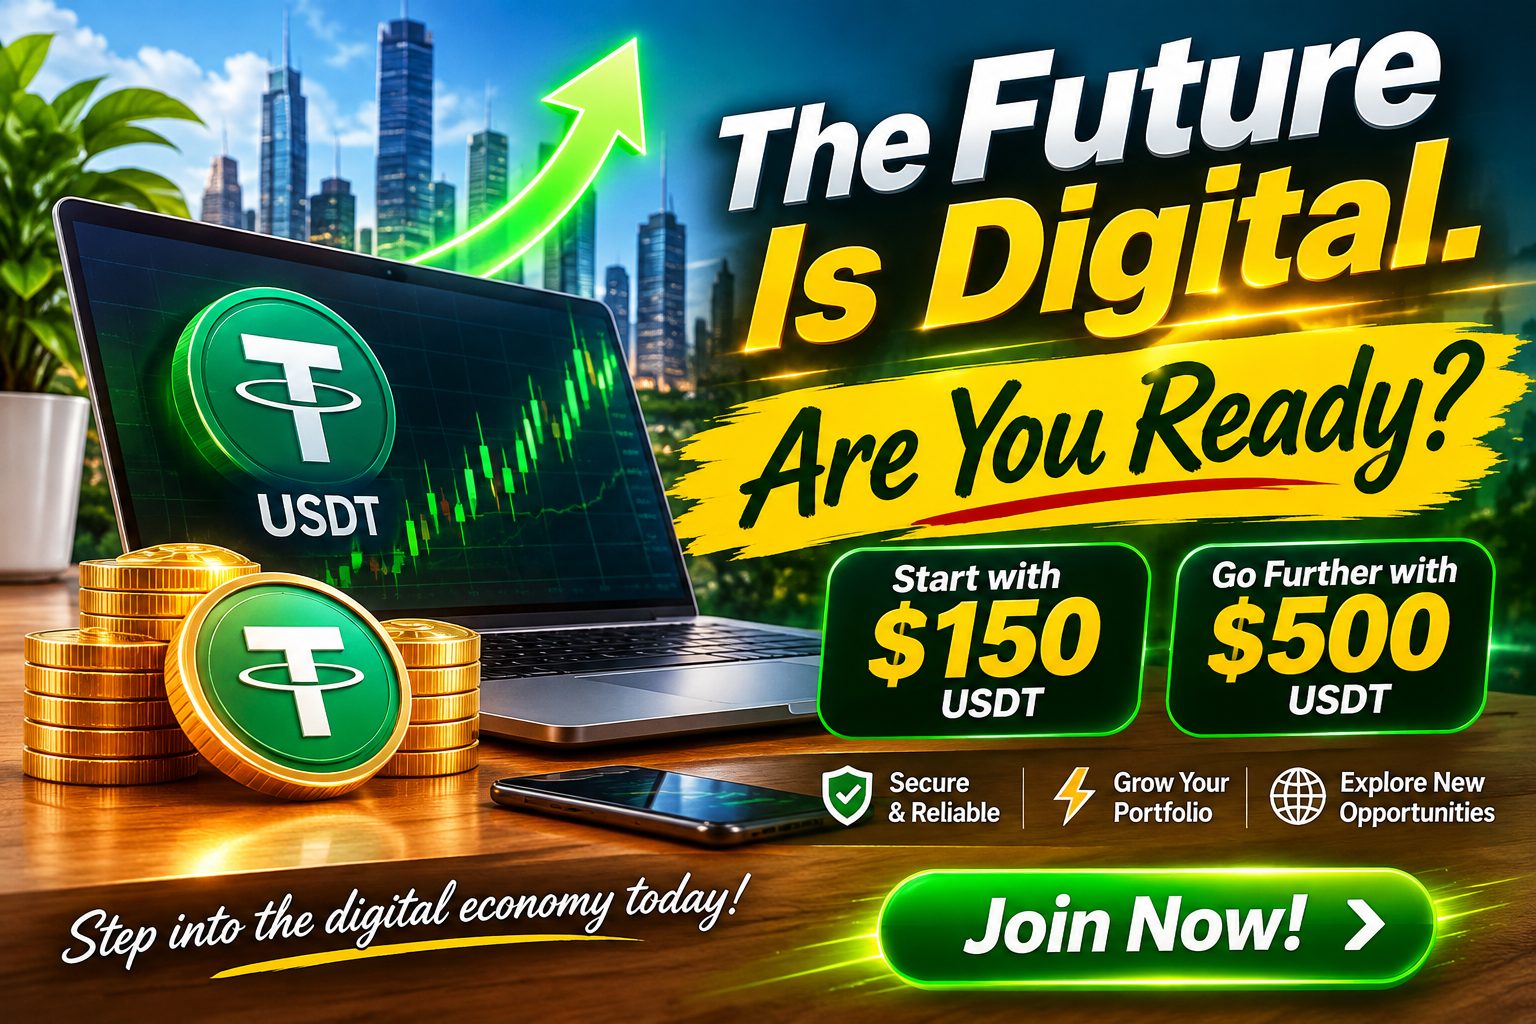 The Future
Is Digital.
Are You Ready?
USDT
Start with
$150
USDT
Go Further with
$500
USDT
Secure
& Reliable
Grow Your
Portfolio
Explore New
Opportunities
Step into the digital economy today!
Join Now!